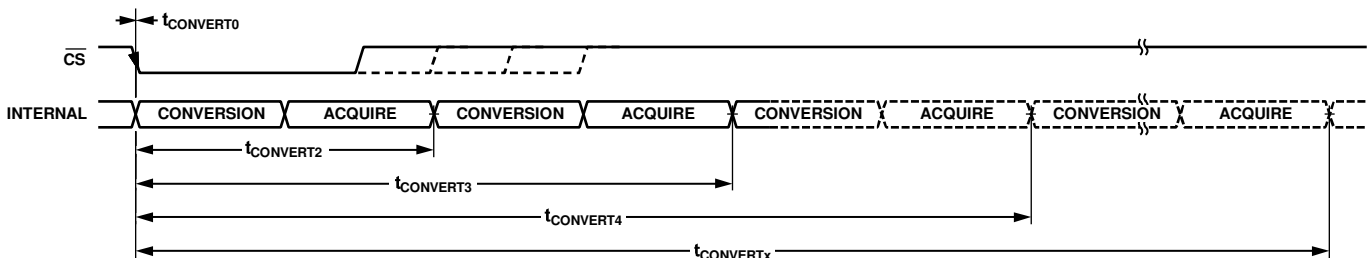 tCONVERT0
CS
INTERNAL CONVERSION ACQUIRE CONVERSION ACQUIRE CONVERSION ACQUIRE CONVERSION ACQUIRE
tCONVERT2
tCONVERT3
tCONVERT4
tCONVERTx